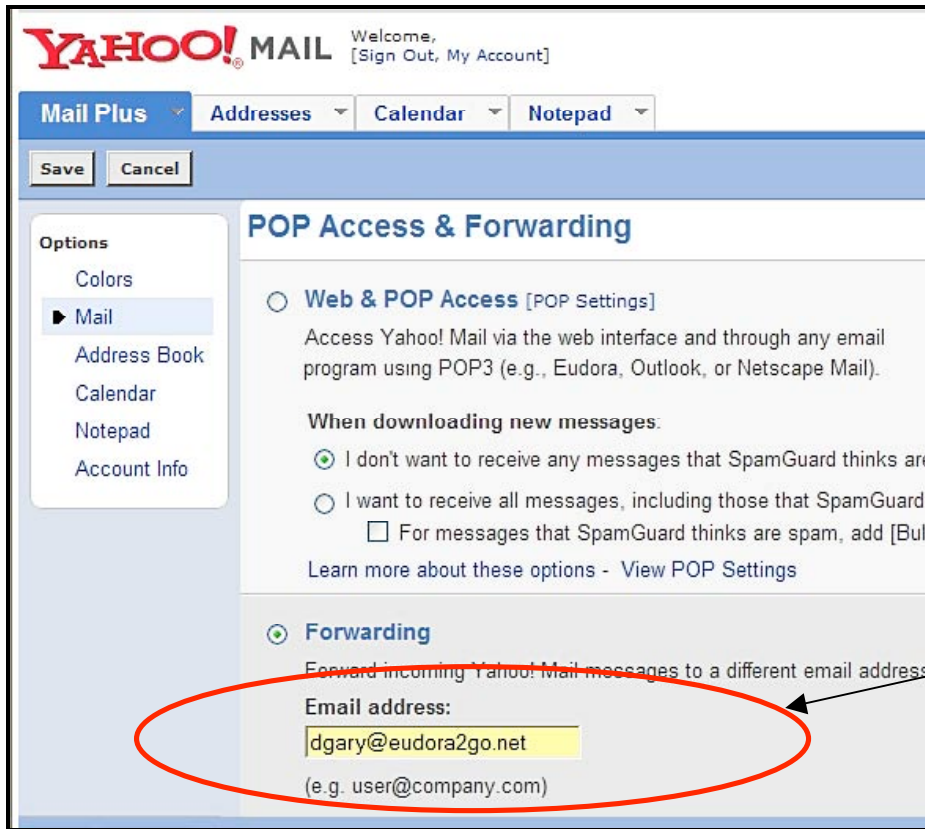 YAHOO!® MAIL Welcome,
[Sign Out, My Account]
Mail Plus Addresses Calendar Notepad
Save Cancel
Options
Colors
Mail
Address Book
Calendar
Notepad
Account Info
POP Access & Forwarding
Web & POP Access [POP Settings]
Access Yahoo! Mail via the web interface and through any email
program using POP3 (e.g., Eudora, Outlook, or Netscape Mail).
When downloading new messages:
I don't want to receive any messages that SpamGuard thinks are
I want to receive all messages, including those that SpamGuard
For messages that SpamGuard thinks are spam, add [Bul
Learn more about these options - View POP Settings
Forwarding
Forward incoming Yahoo! Mail messages to a different email address
Email address:
dgary@eudora2go.net
(e.g. user@company.com)